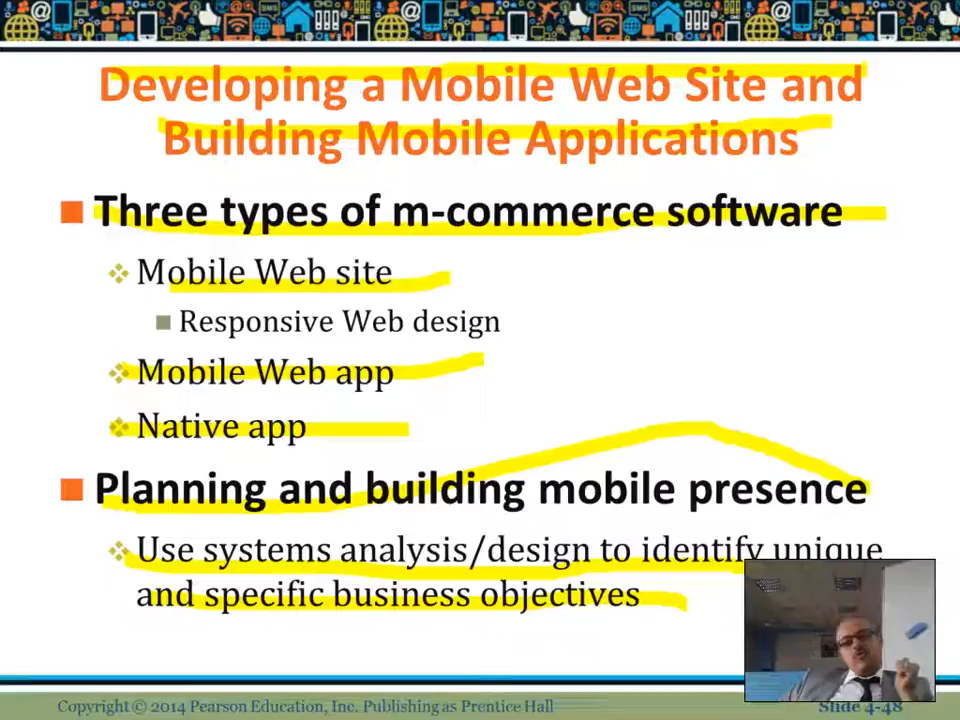 Developing a Mobile Web Site and
Building Mobile Applications
Three types of m-commerce software
Mobile Web site
Responsive Web design
Mobile Web app
Native app
Planning and building mobile presence
Use systems analysis/design to identify unique
and specific business objectives
Copyright © 2014 Pearson Education, Inc. Publishing as Prentice Hall
Slide 4-48